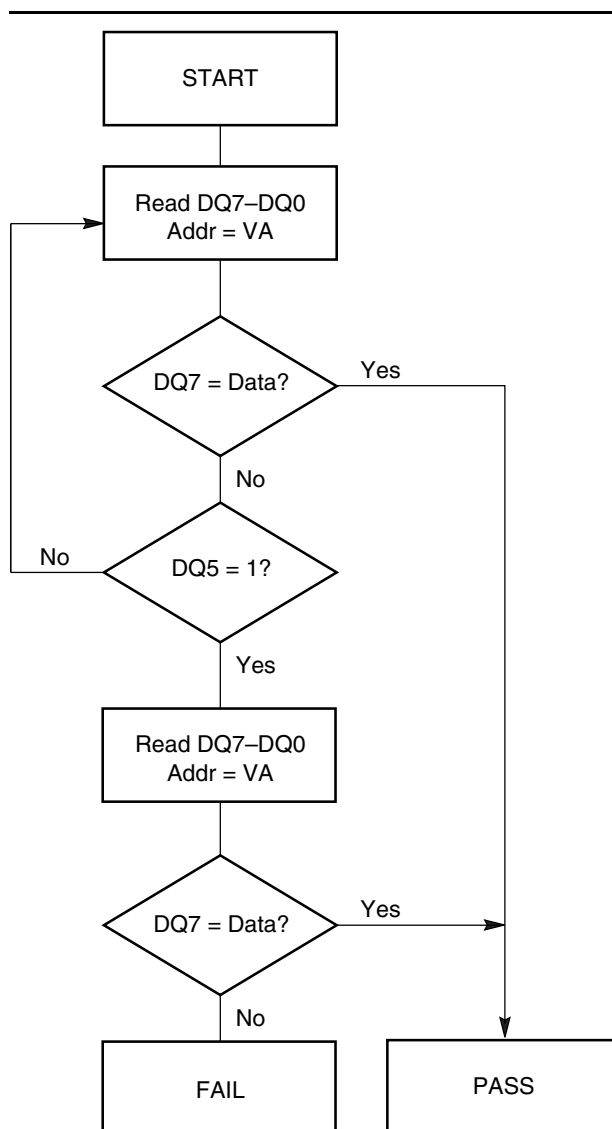 START
Read DQ7–DQ0
Addr = VA
DQ7 = Data?
Yes
No
No
DQ5 = 1?
Yes
Read DQ7–DQ0
Addr = VA
DQ7 = Data?
Yes
No
FAIL
PASS